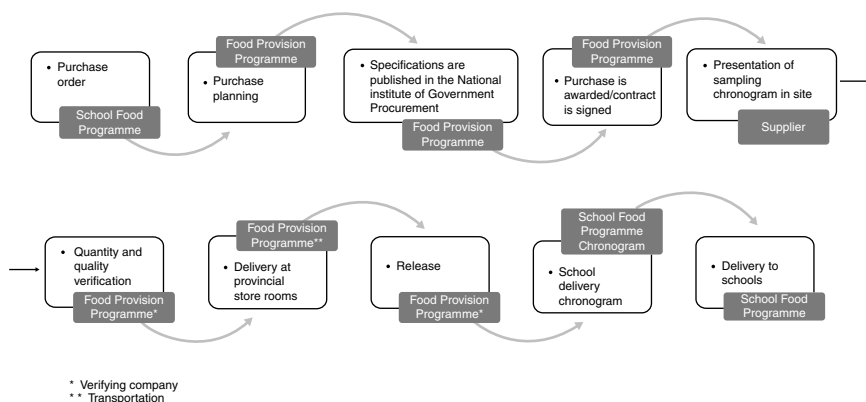 • Purchase
order
School Food
Programme
Food Provision
Programme
• Purchase
planning
• Specifications are
published in the National
institute of Government
Procurement
Food Provision
Programme
Food Provision
Programme
• Purchase is
awarded/contract
is signed
• Presentation of
sampling
chronogram in site
Supplier
• Quantity and
quality
verification
Food Provision
Programme*
Food Provision
Programme**
• Delivery at
provincial
store rooms
• Release
Food Provision
Programme*
School Food
Programme
Chronogram
• School
delivery
chronogram
• Delivery to
schools
School Food
Programme
* Verifying company
* * Transportation